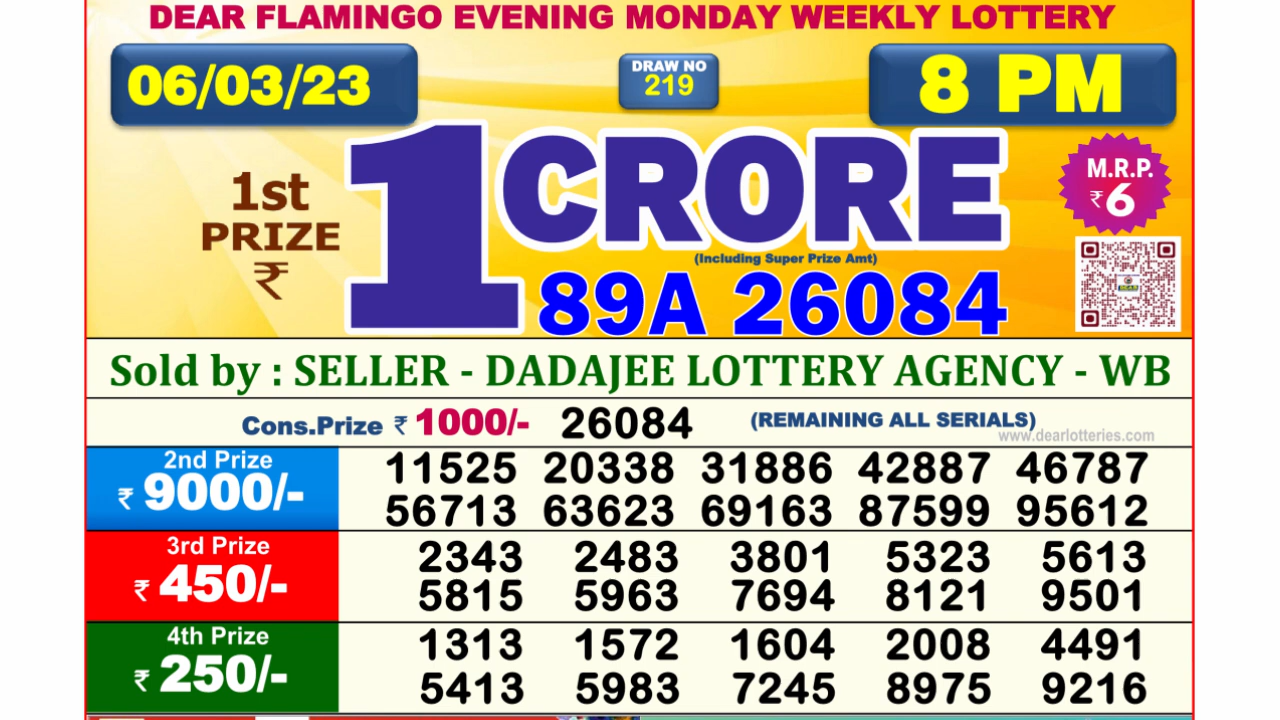 DEAR FLAMINGO EVENING MONDAY WEEKLY LOTTERY
06/03/23
DRAW NO
219
8 PM
1st
PRIZE
₹
1 CRORE
(Including Super Prize Amt)
M.R.P.
₹ 6
89A 26084
Sold by : SELLER - DADAJEE LOTTERY AGENCY - WB
Cons.Prize ₹ 1000/- 26084 (REMAINING ALL SERIALS)
www.dearlotteries.com
2nd Prize
₹ 9000/-
11525 20338 31886 42887 46787
56713 63623 69163 87599 95612
3rd Prize
₹ 450/-
2343 2483 3801 5323 5613
5815 5963 7694 8121 9501
4th Prize
₹ 250/-
1313 1572 1604 2008 4491
5413 5983 7245 8975 9216